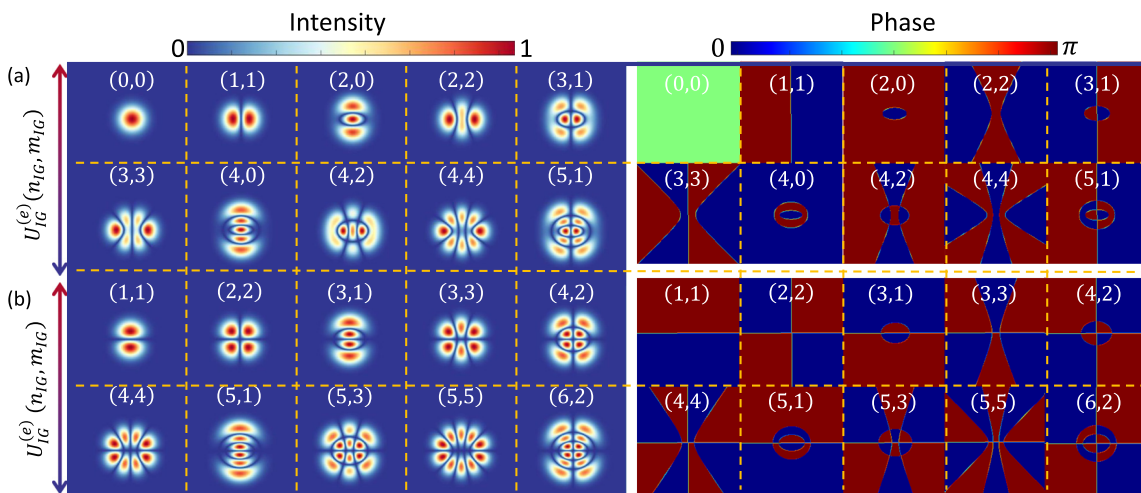 Intensity Phase
0 1 0 π
(a)
(0,0) (1,1) (2,0) (2,2) (3,1) (0,0) (1,1) (2,0) (2,2) (3,1)
U_{IG}^{(e)}(n_{IG}, m_{IG})
(3,3) (4,0) (4,2) (4,4) (5,1) (3,3) (4,0) (4,2) (4,4) (5,1)
(b)
(1,1) (2,2) (3,1) (3,3) (4,2) (1,1) (2,2) (3,1) (3,3) (4,2)
U_{IG}^{(e)}(n_{IG}, m_{IG})
(4,4) (5,1) (5,3) (5,5) (6,2) (4,4) (5,1) (5,3) (5,5) (6,2)